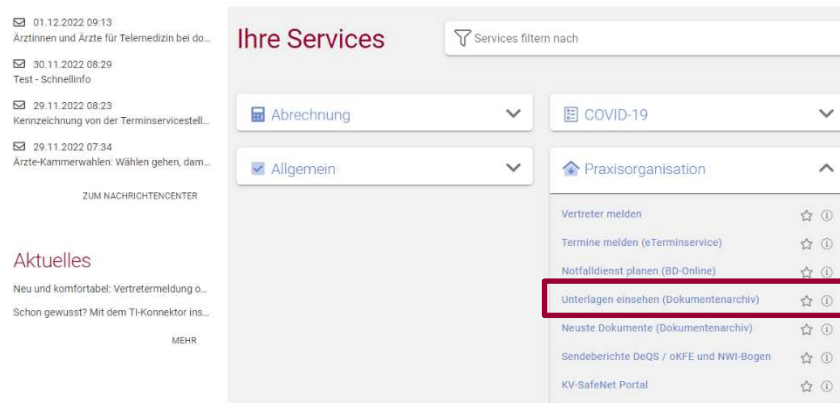 01.12.2022 09:13
Ärztinnen und Ärzte für Telemedizin bei do...
30.11.2022 08:29
Test - Schnellinfo
29.11.2022 08:23
Kennzeichnung von der Terminservicestell...
29.11.2022 07:34
Ärzte-Kammerwahlen: Wählen gehen, dam...
ZUM NACHRICHTENCENTER
Aktuelles
Neu und komfortabel: Vertretermeldung o...
Schon gewusst? Mit dem TI-Konnektor ins...
MEHR
Ihre Services
Services filtern nach
Abrechnung
Allgemein
COVID-19
Praxisorganisation
Vertreter melden
Termine melden (eTerminservice)
Notfalldienst planen (BD-Online)
Unterlagen einsehen (Dokumentenarchiv)
Neuste Dokumente (Dokumentenarchiv)
Sendeberichte DeQS / oKFE und NWI-Bogen
KV-SafeNet Portal